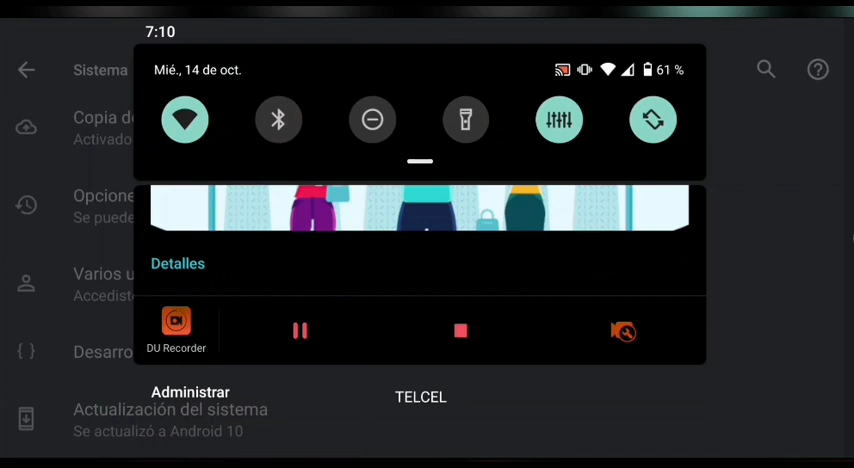 7:10
Sistema
Mié., 14 de oct.
61 %
Copia d
Activado
Opcione
Se puede
Varios u
Accedist
Detalles
DU Recorder
Desarro
Administrar
TELCEL
Actualización del sistema
Se actualizó a Android 10